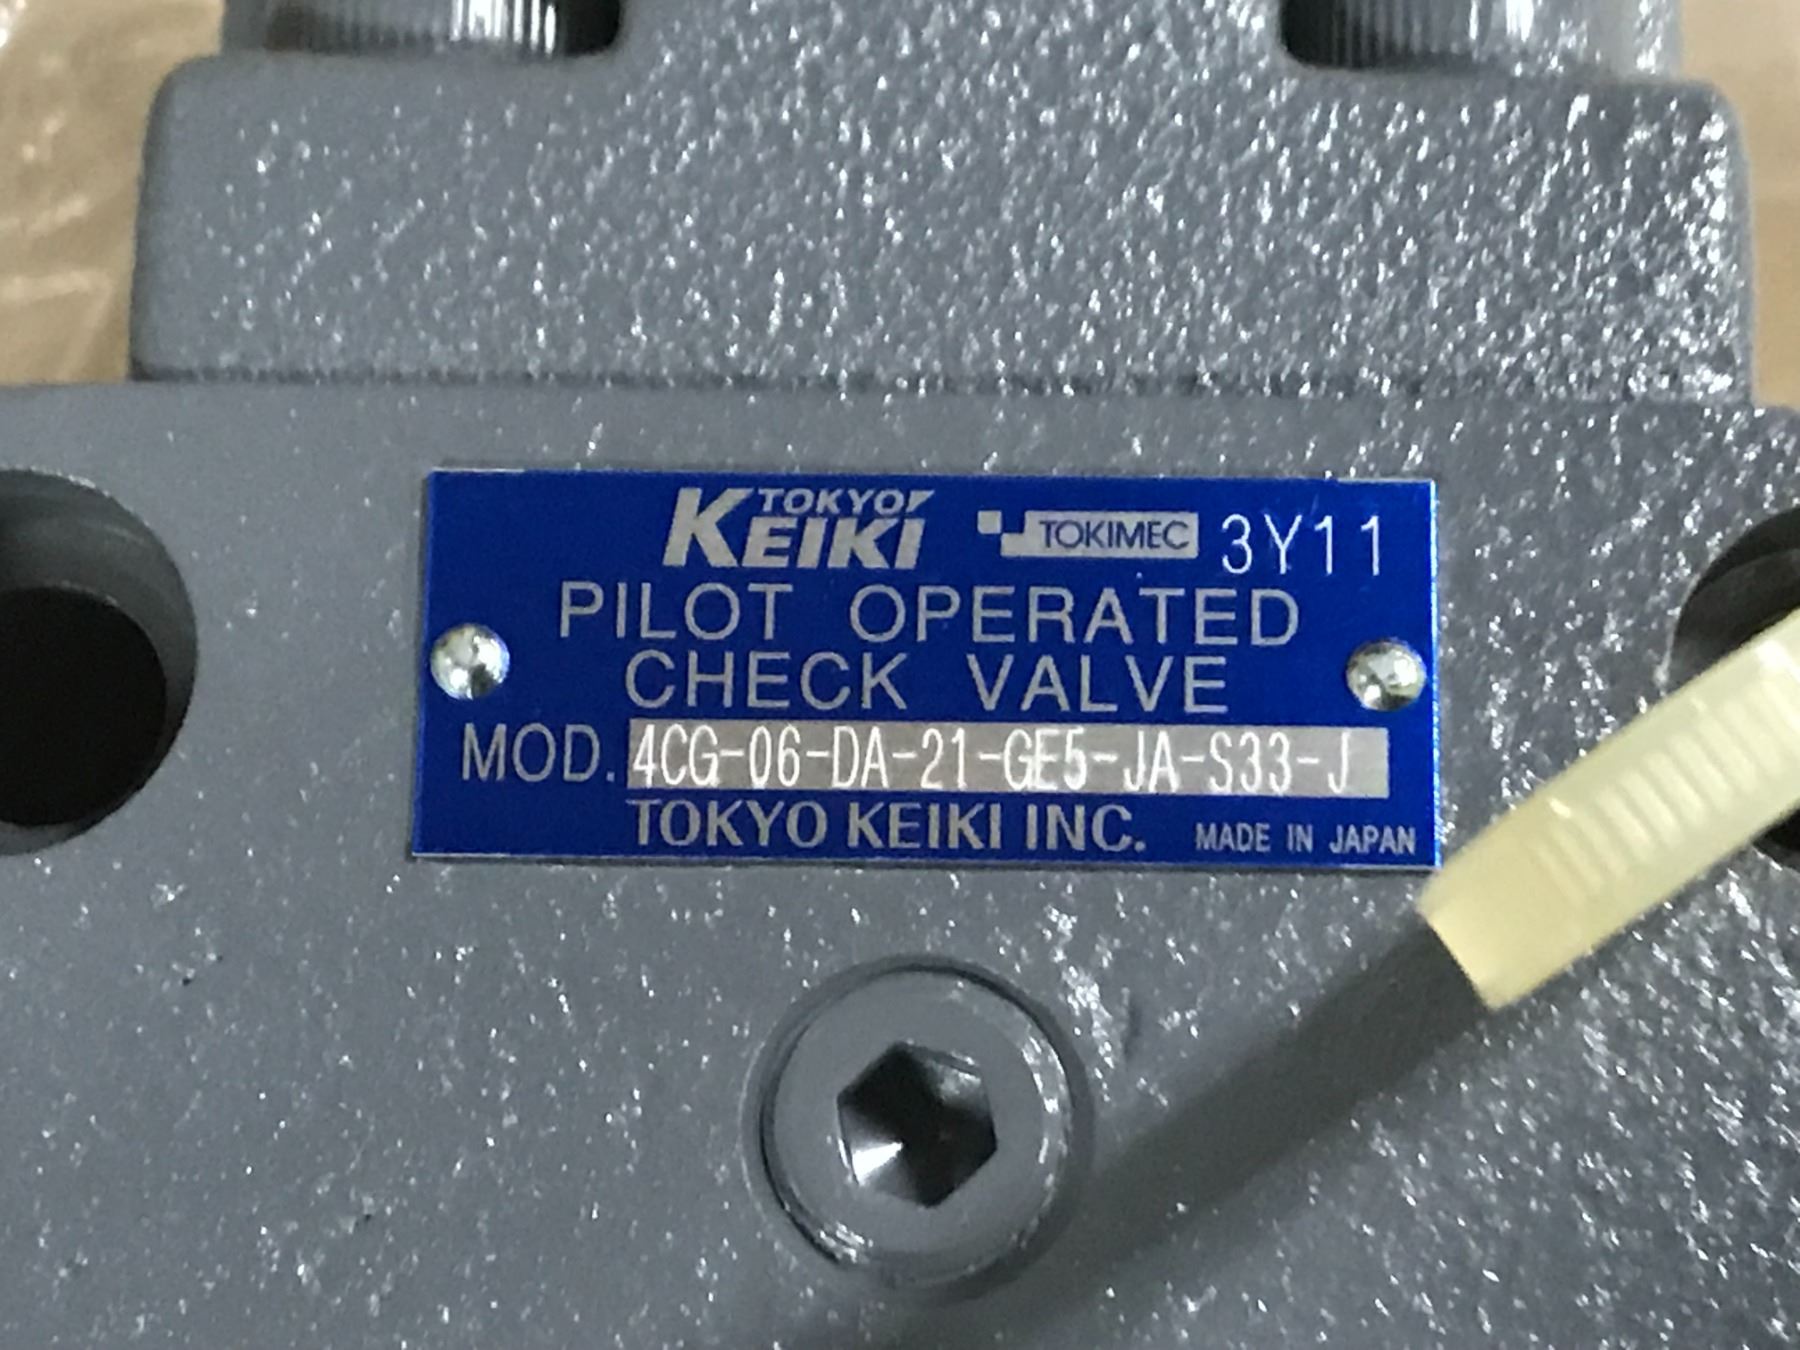 TOKYO KEIKI TOKIMEC 3Y11
PILOT OPERATED
CHECK VALVE
MOD. 4CG-06-DA-21-GE5-JA-S33-J
TOKYO KEIKI INC. MADE IN JAPAN